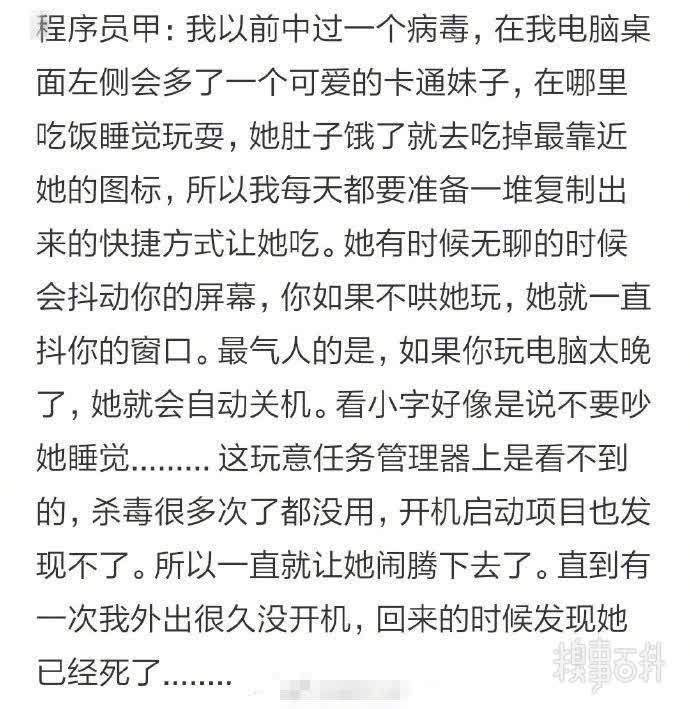 程序员甲：我以前中过一个病毒，在我电脑桌
面左侧会多了一个可爱的卡通妹子，在哪里
吃饭睡觉玩耍，她肚子饿了就去吃掉最靠近
她的图标，所以我每天都要准备一堆复制出
来的快捷方式让她吃。她有时候无聊的时候
会抖动你的屏幕，你如果不哄她玩，她就一直
抖你的窗口。最气人的是，如果你玩电脑太晚
了，她就会自动关机。看小字好像是说不要吵
她睡觉......... 这玩意任务管理器上是看不到
的，杀毒很多次了都没用，开机启动项目也发
现不了。所以一直就让她闹腾下去了。直到有
一次我外出很久没开机，回来的时候发现她
已经死了........
糗事百科